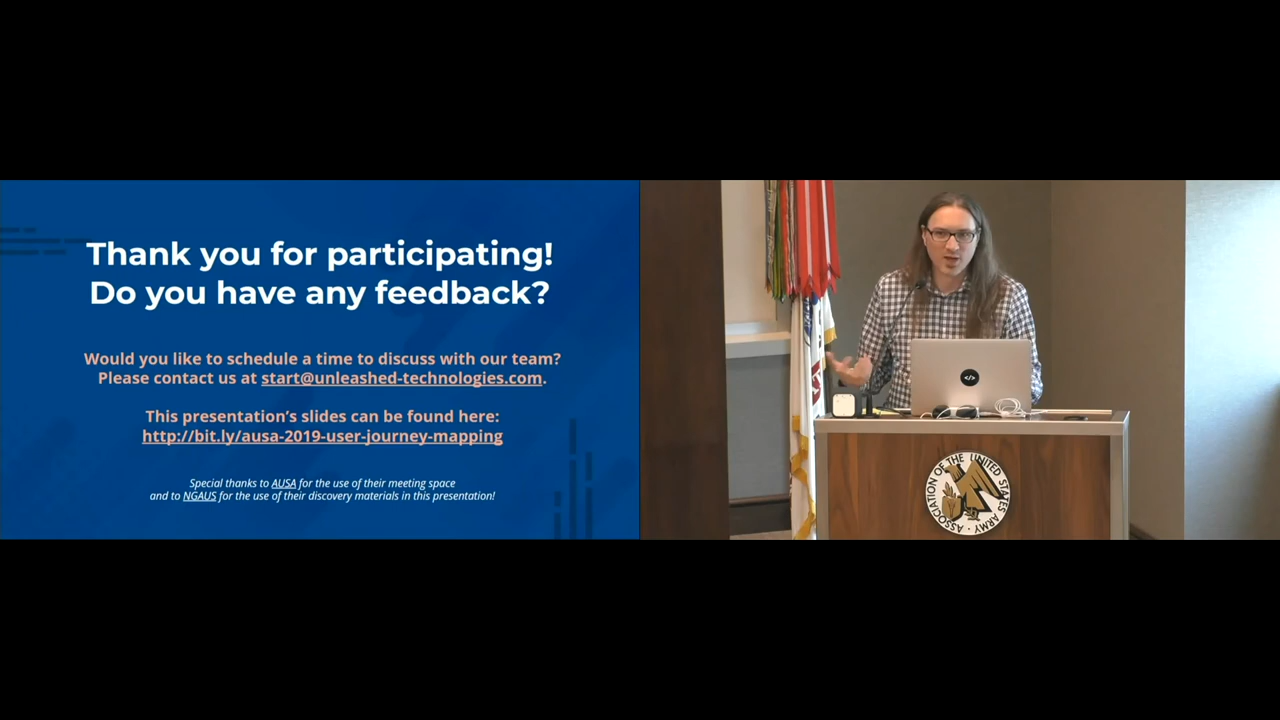 Thank you for participating!
Do you have any feedback?
Would you like to schedule a time to discuss with our team?
Please contact us at start@unleashed-technologies.com.
This presentation's slides can be found here:
http://bit.ly/ausa-2019-user-journey-mapping
Special thanks to AUSA for the use of their meeting space
and to NGAUS for the use of their discovery materials in this presentation!
</>
ASSOCIATION OF THE UNITED STATES ARMY